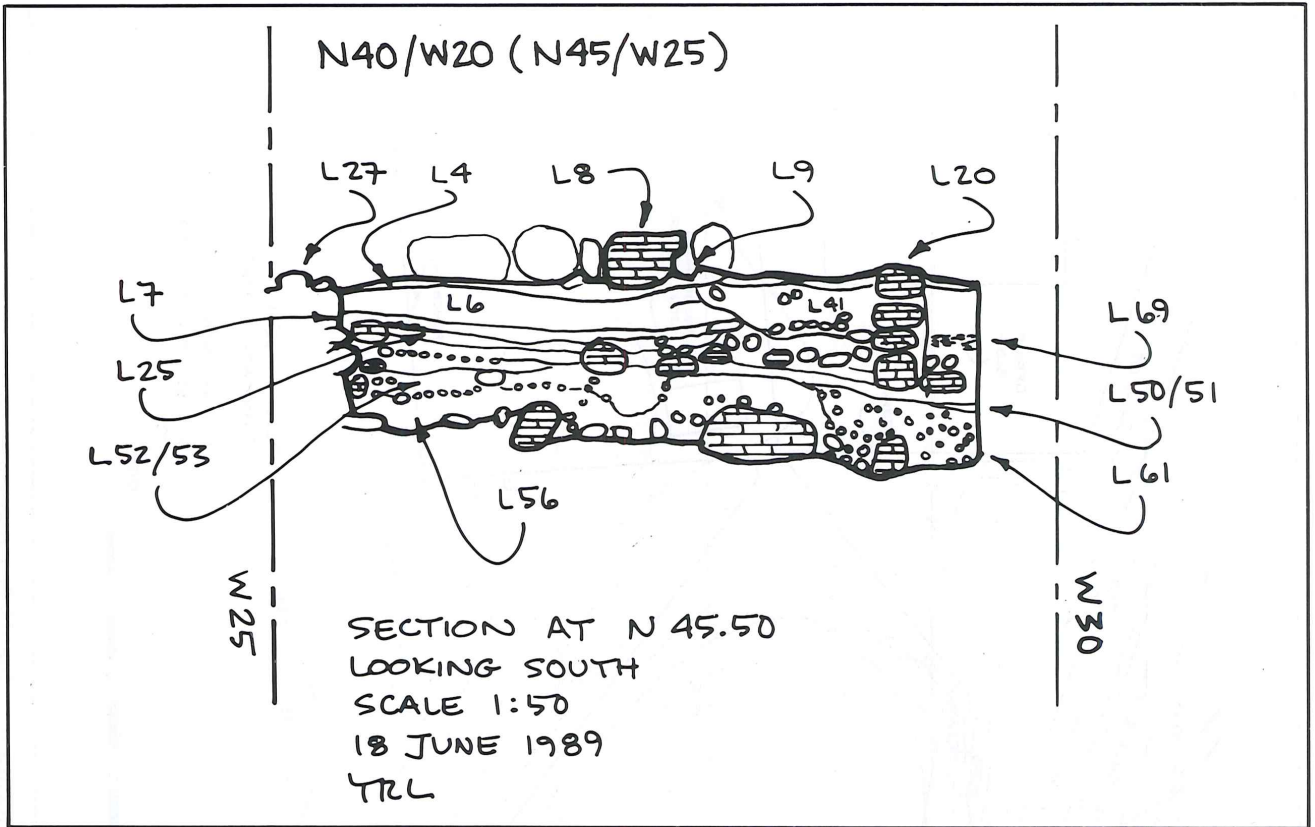 N40/W20 (N45/W25)
L27
L4
L8
L9
L20
L7
L6
L41
L69
L25
L50/51
L52/53
L61
L56
W25
W30
SECTION AT N 45.50
LOOKING SOUTH
SCALE 1:50
18 JUNE 1989
YRL